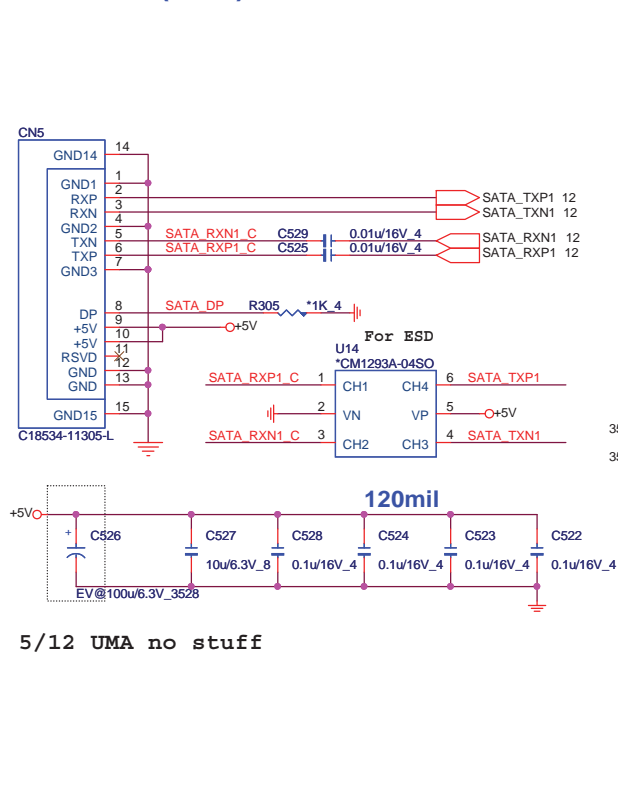 CN5
GND14 14
GND1 1
RXP 2
RXN 3
GND2 4
TXN 5 SATA_RXN1_C C529 0.01u/16V_4
TXP 6 SATA_RXP1_C C525 0.01u/16V_4
GND3 7
SATA_TXP1 12
SATA_TXN1 12
SATA_RXN1 12
SATA_RXP1 12
DP 8 SATA_DP R305 *1K_4
+5V 9
+5V 10
+5V
RSVD 11
GND 12
GND 13
GND15 15
C18534-11305-L
For ESD
U14
*CM1293A-04SO
SATA_RXP1_C 1 CH1 CH4 6 SATA_TXP1
2 VN VP 5 +5V
SATA_RXN1_C 3 CH2 CH3 4 SATA_TXN1
35
35
120mil
+5V
+ C526 C527 C528 C524 C523 C522
10u/6.3V_8 0.1u/16V_4 0.1u/16V_4 0.1u/16V_4 0.1u/16V_4
EV@100u/6.3V_3528
5/12 UMA no stuff